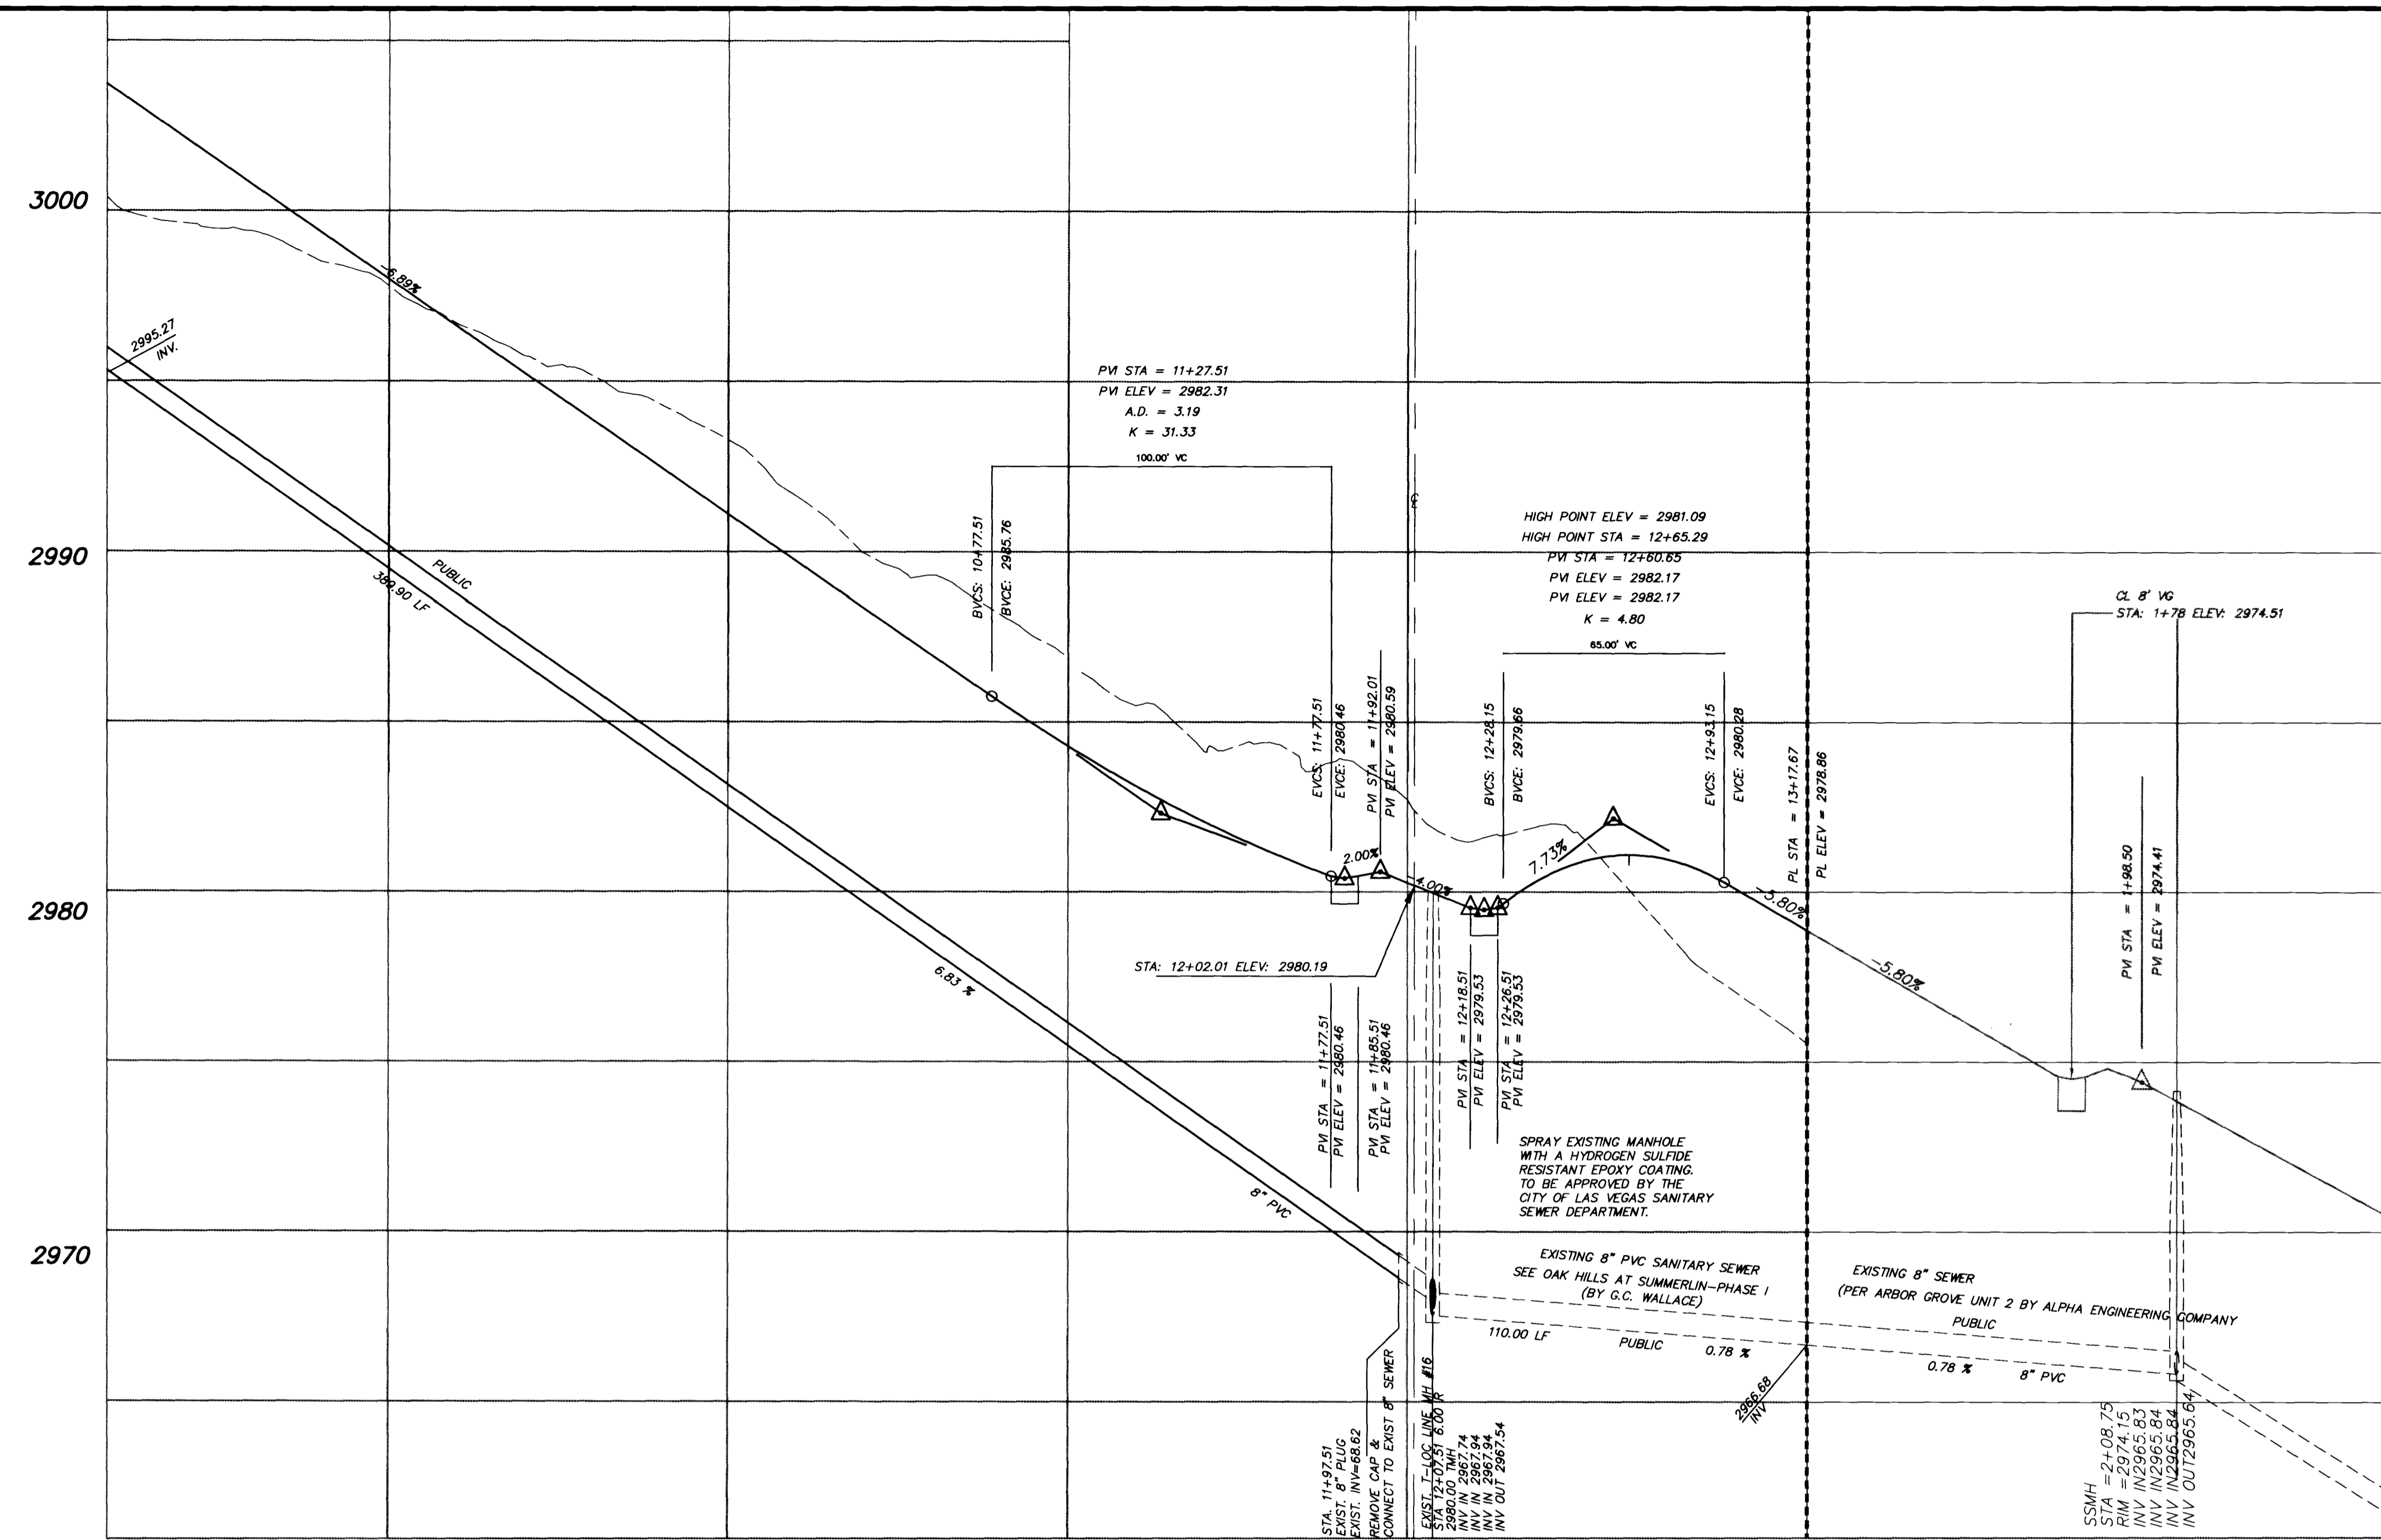 3000
2990
2980
2970
-6.89%
2995.27
INV.
PUBLIC
389.90 LF
6.83 %
8" PVC
PVI STA = 11+27.51
PVI ELEV = 2982.31
A.D. = 3.19
K = 31.33
100.00' VC
BVCS: 10+77.51
BVCE: 2985.76
EVCS: 11+77.51
EVCE: 2980.46
PVI STA = 11+92.01
PVI ELEV = 2980.59
2.00%
-4.00%
STA: 12+02.01 ELEV: 2980.19
PVI STA = 11+77.51
PVI ELEV = 2980.46
PVI STA = 11+85.51
PVI ELEV = 2980.46
HIGH POINT ELEV = 2981.09
HIGH POINT STA = 12+65.29
PVI STA = 12+60.65
PVI ELEV = 2982.17
PVI ELEV = 2982.17
K = 4.80
65.00' VC
BVCS: 12+28.15
BVCE: 2979.66
7.73%
EVCS: 12+93.15
EVCE: 2980.28
PL STA = 13+17.67
PL ELEV = 2978.86
-5.80%
-5.80%
PVI STA = 12+18.51
PVI ELEV = 2979.53
PVI STA = 12+26.51
PVI ELEV = 2979.53
CL 8' VG
STA: 1+78 ELEV: 2974.51
PVI STA = 1+98.50
PVI ELEV = 2974.41
SPRAY EXISTING MANHOLE
WITH A HYDROGEN SULFIDE
RESISTANT EPOXY COATING.
TO BE APPROVED BY THE
CITY OF LAS VEGAS SANITARY
SEWER DEPARTMENT.
EXISTING 8" PVC SANITARY SEWER
SEE OAK HILLS AT SUMMERLIN-PHASE I
(BY G.C. WALLACE)
110.00 LF
PUBLIC
0.78 %
2966.68
INV
EXISTING 8" SEWER
(PER ARBOR GROVE UNIT 2 BY ALPHA ENGINEERING COMPANY
PUBLIC
0.78 %
8" PVC
STA. 11+97.51
EXIST. 8" PLUG
EXIST. INV=68.62
REMOVE CAP &
CONNECT TO EXIST 8" SEWER
EXIST. T-LOC LINE MH #16
STA 12+07.51 6.00 R
2980.00 TMH
INV IN 2967.74
INV IN 2967.94
INV IN 2967.94
INV OUT 2967.54
SSMH
STA =2+08.75
RIM =2974.15
INV IN2965.83
INV IN2965.84
INV IN2965.84
INV OUT2965.64